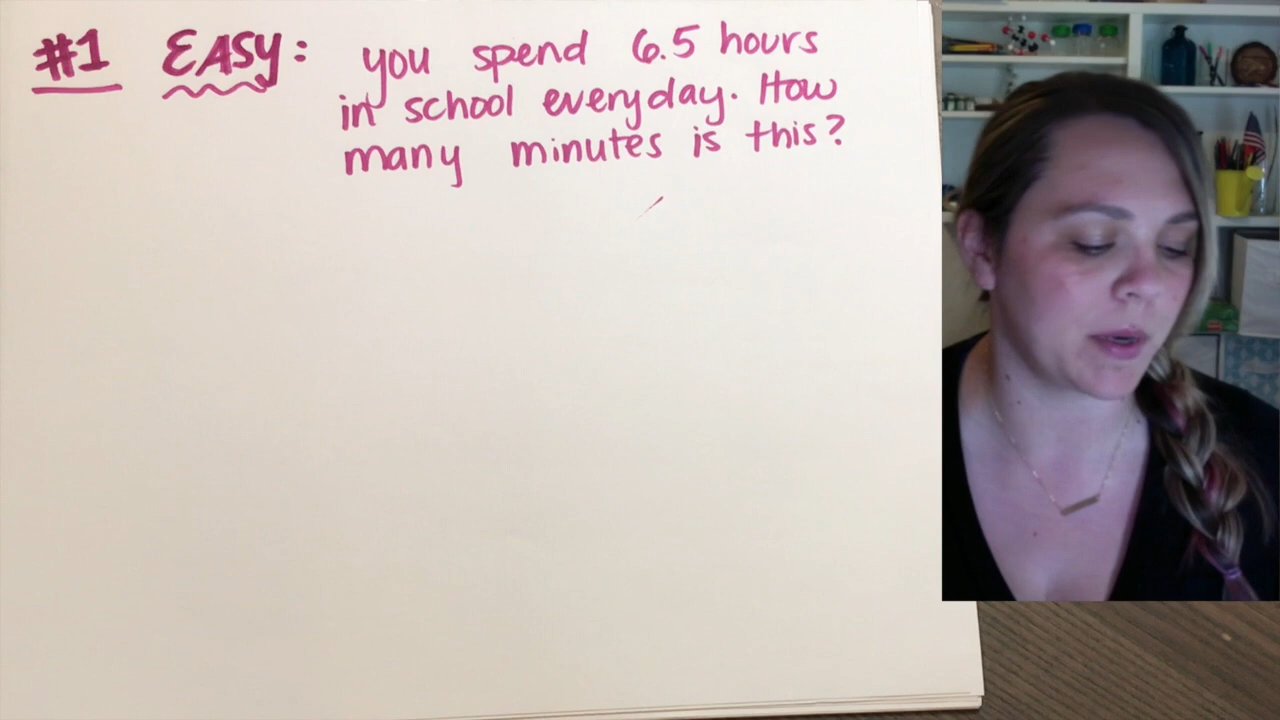 #1 EASY: you spend 6.5 hours
in school everyday. How
many minutes is this?